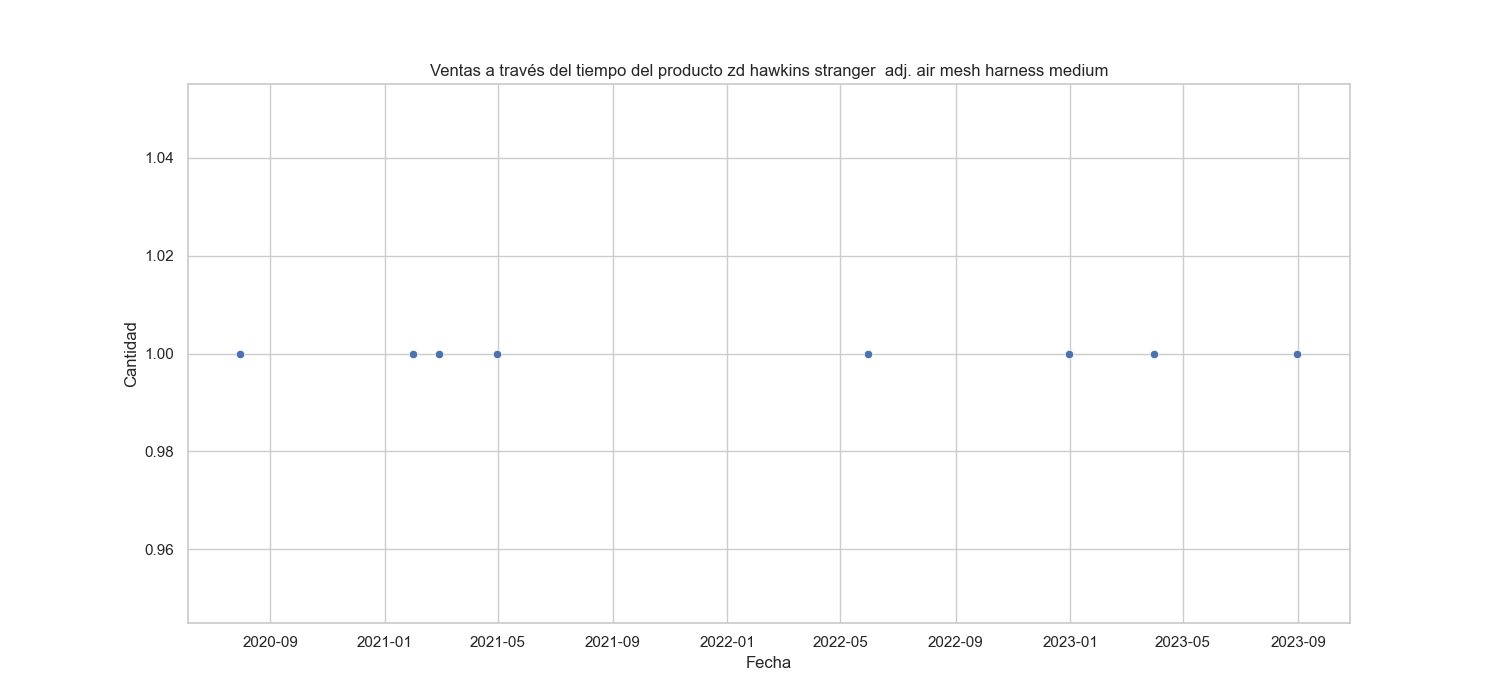 Ventas a través del tiempo del producto zd hawkins stranger  adj. air mesh harness medium
1.04
1.02
1.00
0.98
0.96
Cantidad
2020-09 2021-01 2021-05 2021-09 2022-01 2022-05 2022-09 2023-01 2023-05 2023-09
Fecha